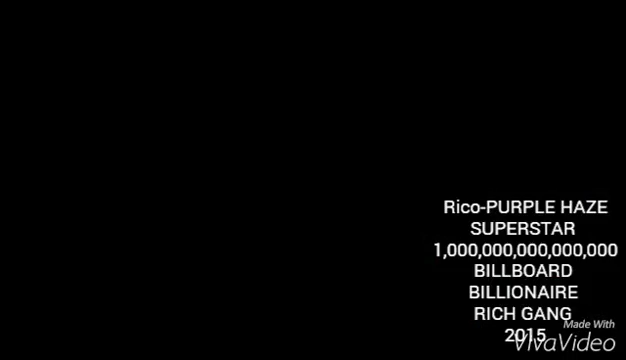 Rico-PURPLE HAZE
SUPERSTAR
1,000,000,000,000,000
BILLBOARD
BILLIONAIRE
RICH GANG
2015
Made With
VivaVideo